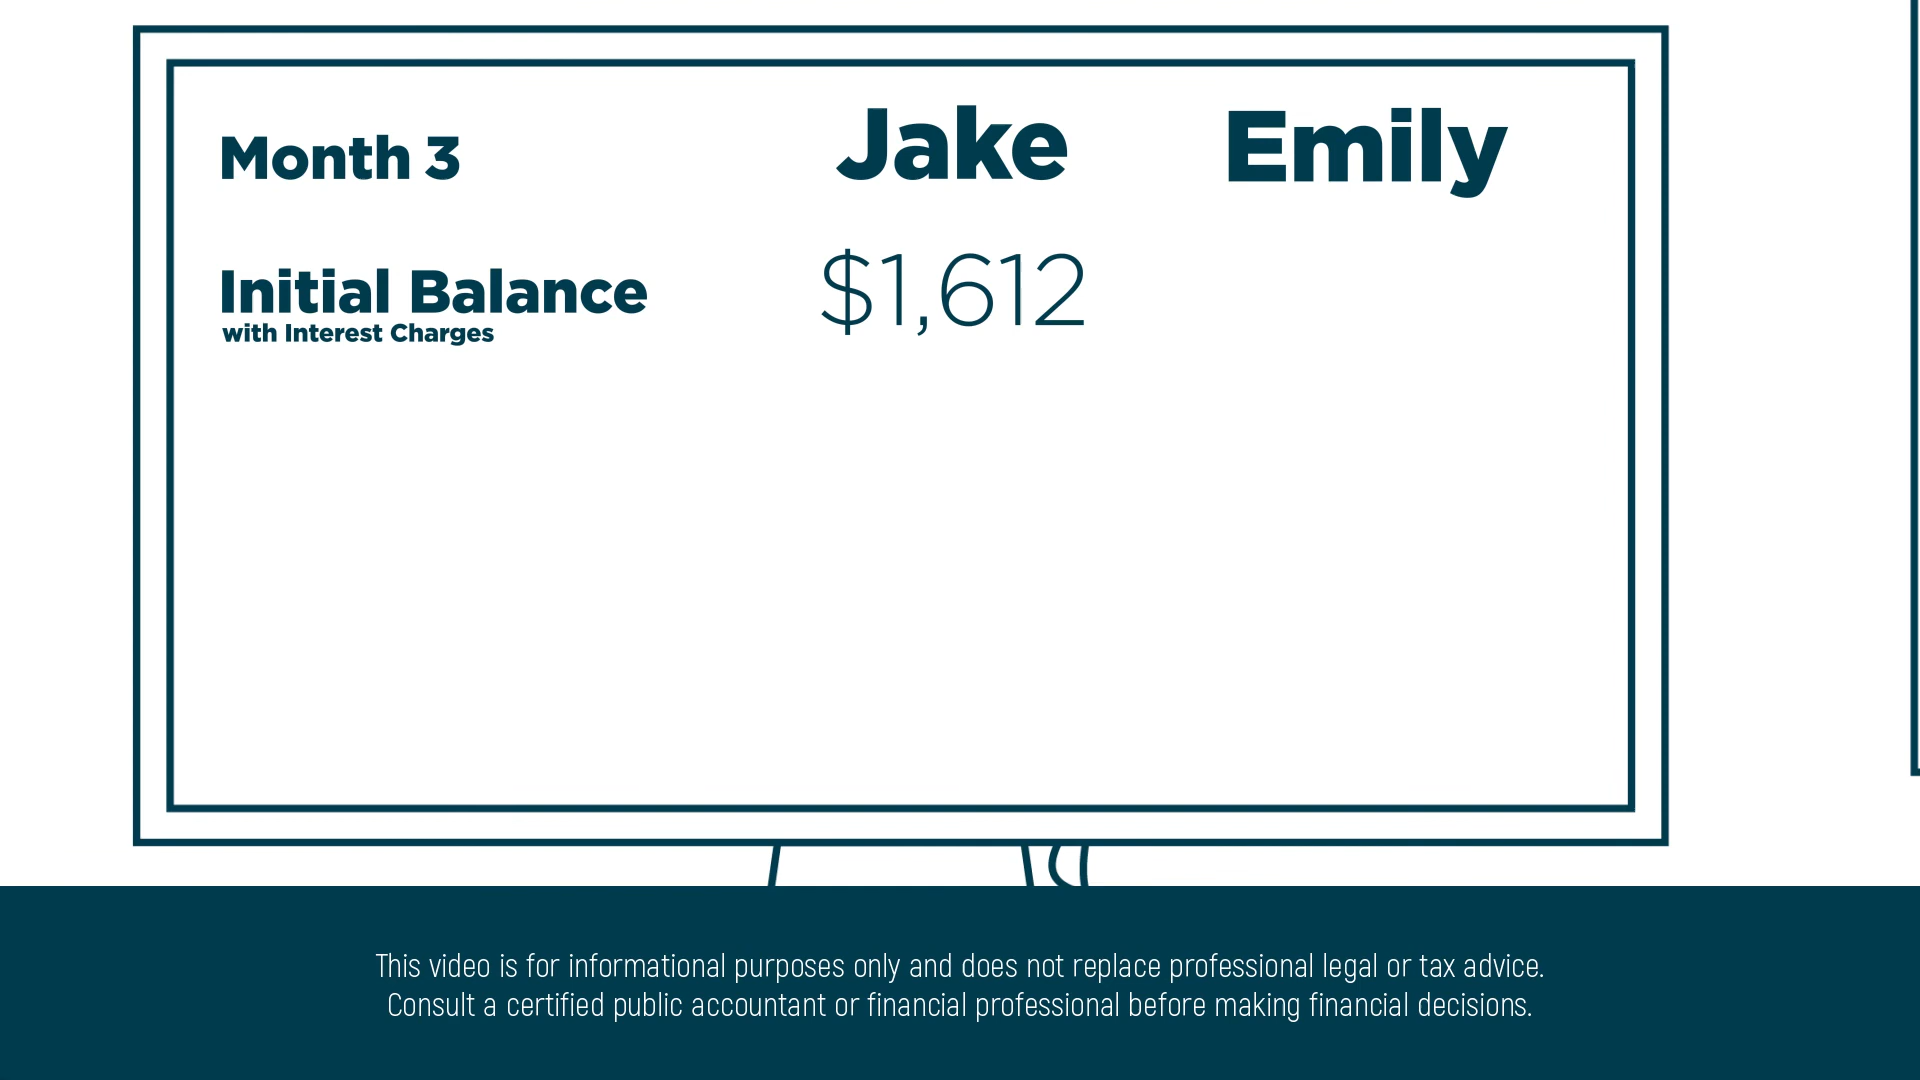 Month 3 Jake Emily
Initial Balance $1,612
with Interest Charges
This video is for informational purposes only and does not replace professional legal or tax advice.
Consult a certified public accountant or financial professional before making financial decisions.